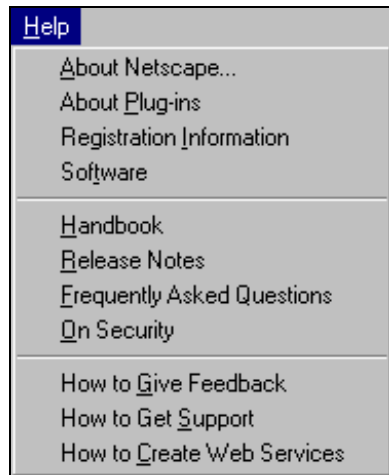 Help
About Netscape...
About Plug-ins
Registration Information
Software
Handbook
Release Notes
Frequently Asked Questions
On Security
How to Give Feedback
How to Get Support
How to Create Web Services